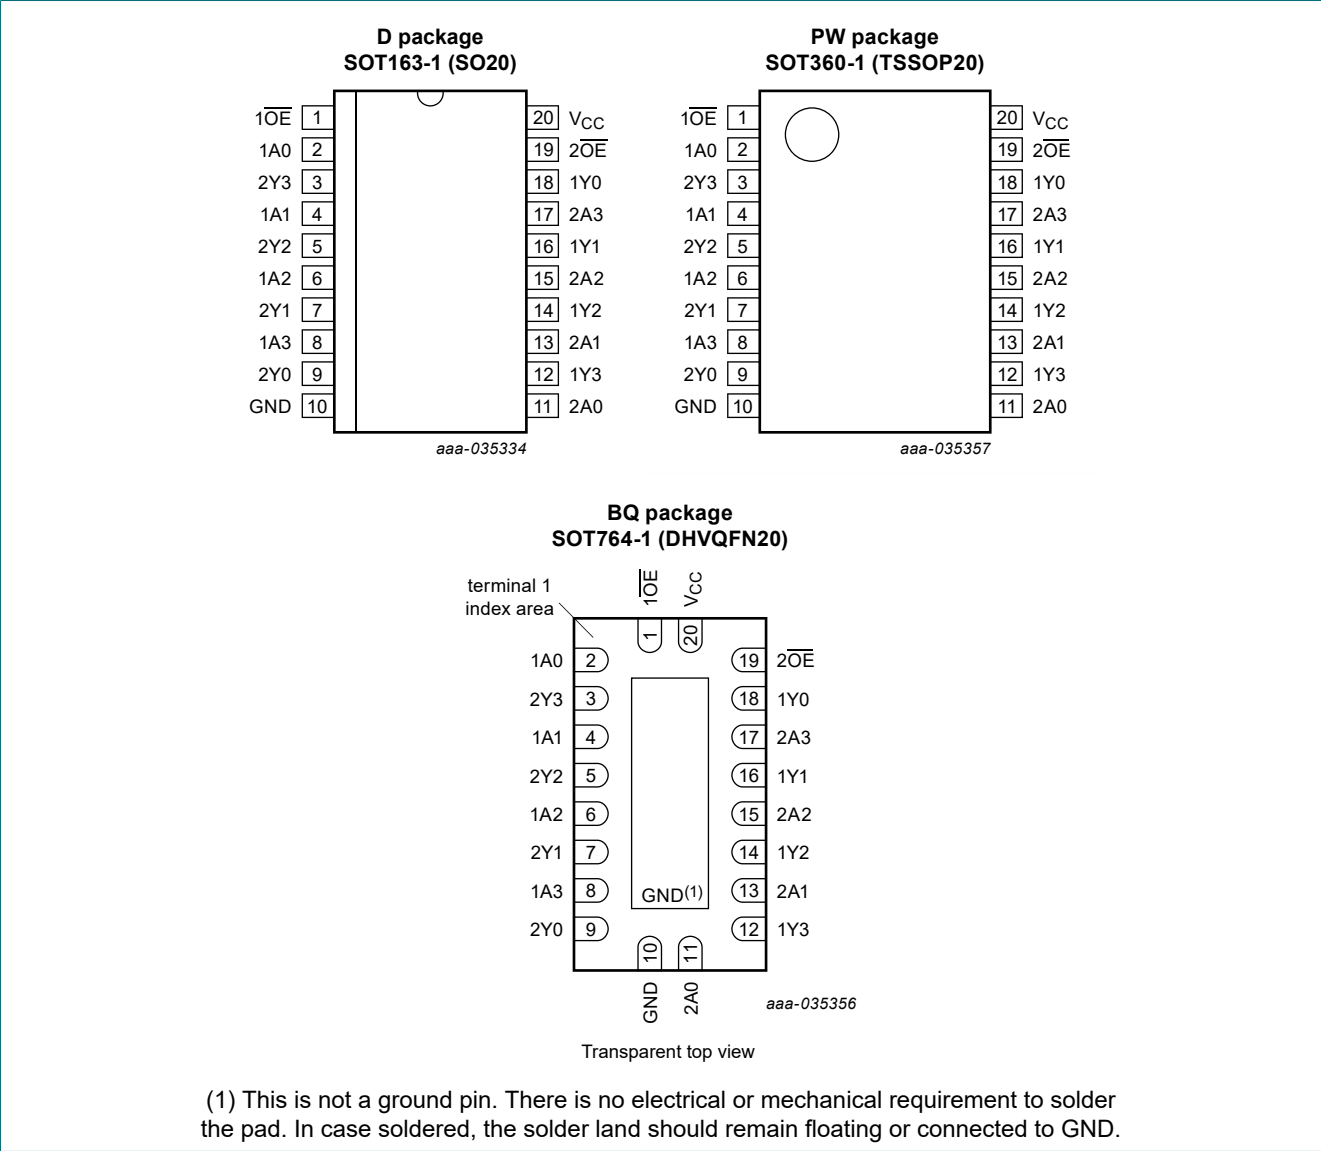 D package
SOT163-1 (SO20)
1O̅E̅ 1 20 VCC
1A0 2 19 2O̅E̅
2Y3 3 18 1Y0
1A1 4 17 2A3
2Y2 5 16 1Y1
1A2 6 15 2A2
2Y1 7 14 1Y2
1A3 8 13 2A1
2Y0 9 12 1Y3
GND 10 11 2A0
aaa-035334
PW package
SOT360-1 (TSSOP20)
1O̅E̅ 1 20 VCC
1A0 2 19 2O̅E̅
2Y3 3 18 1Y0
1A1 4 17 2A3
2Y2 5 16 1Y1
1A2 6 15 2A2
2Y1 7 14 1Y2
1A3 8 13 2A1
2Y0 9 12 1Y3
GND 10 11 2A0
aaa-035357
BQ package
SOT764-1 (DHVQFN20)
terminal 1
index area
1O̅E̅ VCC
1 20
1A0 2 19 2O̅E̅
2Y3 3 18 1Y0
1A1 4 17 2A3
2Y2 5 16 1Y1
1A2 6 15 2A2
2Y1 7 14 1Y2
1A3 8 GND(1) 13 2A1
2Y0 9 12 1Y3
10 11
GND 2A0
aaa-035356
Transparent top view
(1) This is not a ground pin. There is no electrical or mechanical requirement to solder
the pad. In case soldered, the solder land should remain floating or connected to GND.